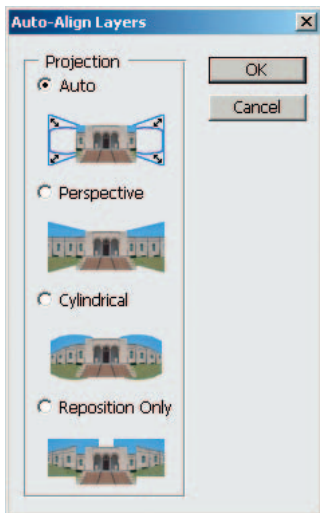 Auto-Align Layers
Projection
Auto
Perspective
Cylindrical
Reposition Only
OK
Cancel